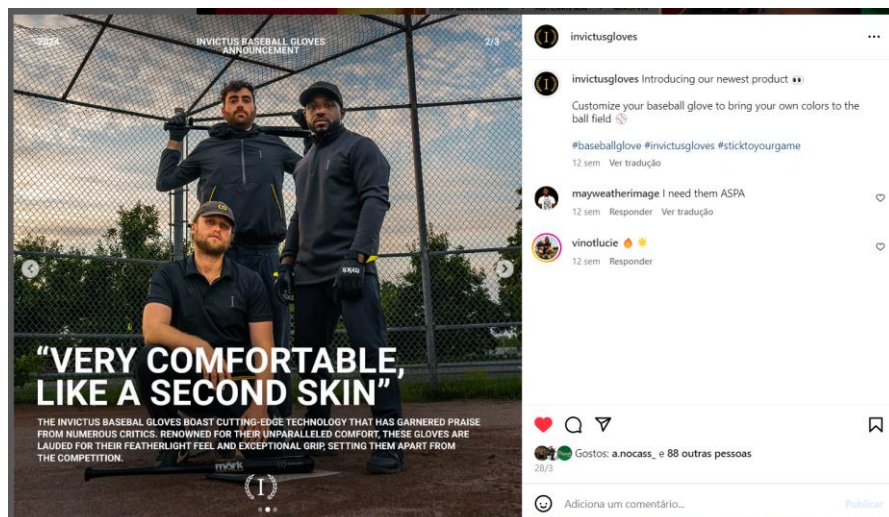 2024
INVICTUS BASEBALL GLOVES
ANNOUNCEMENT
2/3
“VERY COMFORTABLE,
LIKE A SECOND SKIN”
THE INVICTUS BASEBAL GLOVES BOAST CUTTING-EDGE TECHNOLOGY THAT HAS GARNERED PRAISE
FROM NUMEROUS CRITICS. RENOWNED FOR THEIR UNPARALLELED COMFORT, THESE GLOVES ARE
LAUDED FOR THEIR FEATHERLIGHT FEEL AND EXCEPTIONAL GRIP, SETTING THEM APART FROM
THE COMPETITION.
mörk
I
invictusgloves
invictusgloves Introducing our newest product 👀
Customize your baseball glove to bring your own colors to the
ball field ⚾
#baseballglove #invictusgloves #sticktoyourgame
12 sem Ver tradução
mayweatherimage I need them ASPA
12 sem Responder Ver tradução
vinotlucie 🔥 ☀️
12 sem Responder
Gostos: a.nocass_ e 88 outras pessoas
28/3
Adiciona um comentário...
Publicar